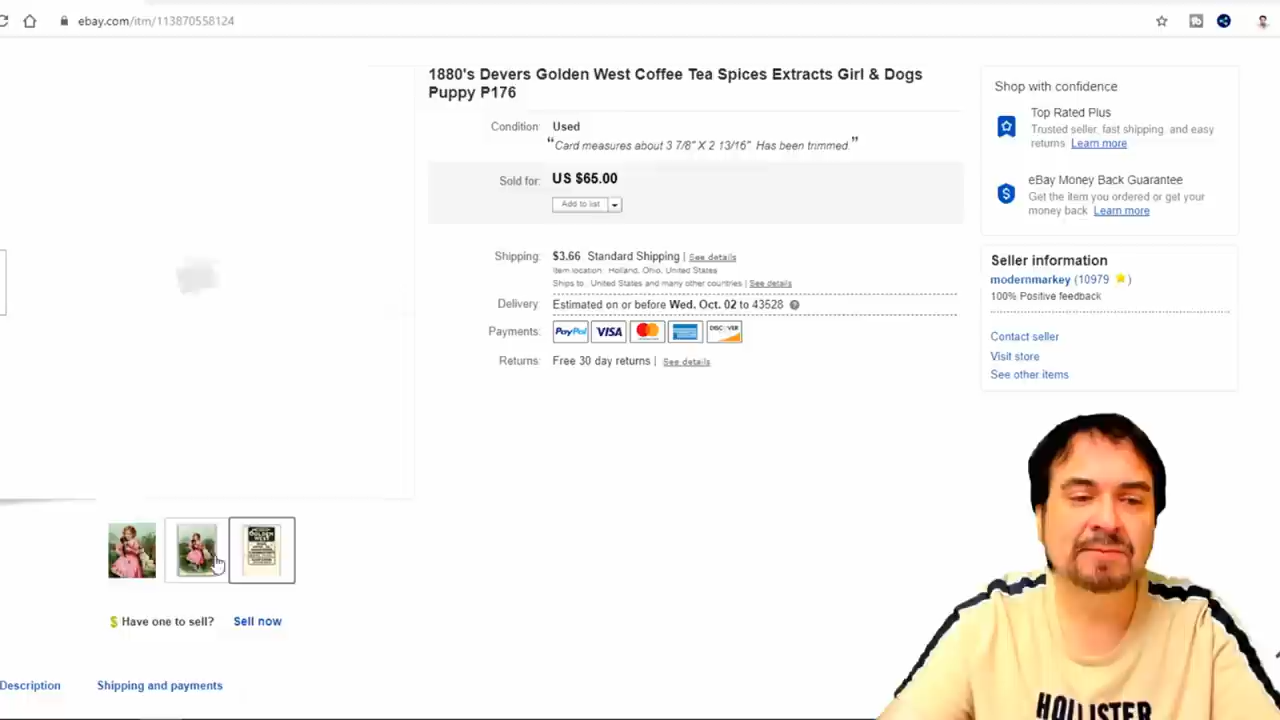 ebay.com/itm/113870558124
1880's Devers Golden West Coffee Tea Spices Extracts Girl & Dogs
Puppy P176
Condition: Used
"Card measures about 3 7/8" X 2 13/16" Has been trimmed."
Sold for: US $65.00
Add to list
Shipping: $3.66 Standard Shipping | See details
Item location: Holland, Ohio, United States
Ships to: United States and many other countries | See details
Delivery: Estimated on or before Wed. Oct. 02 to 43528
Payments: PayPal VISA DISCOVER
Returns: Free 30 day returns | See details
Shop with confidence
Top Rated Plus
Trusted seller, fast shipping, and easy
returns Learn more
eBay Money Back Guarantee
Get the item you ordered or get your
money back Learn more
Seller information
modernmarkey (10979 )
100% Positive feedback
Contact seller
Visit store
See other items
GOLDEN
WEST
$ Have one to sell? Sell now
Description Shipping and payments
HOLLISTER